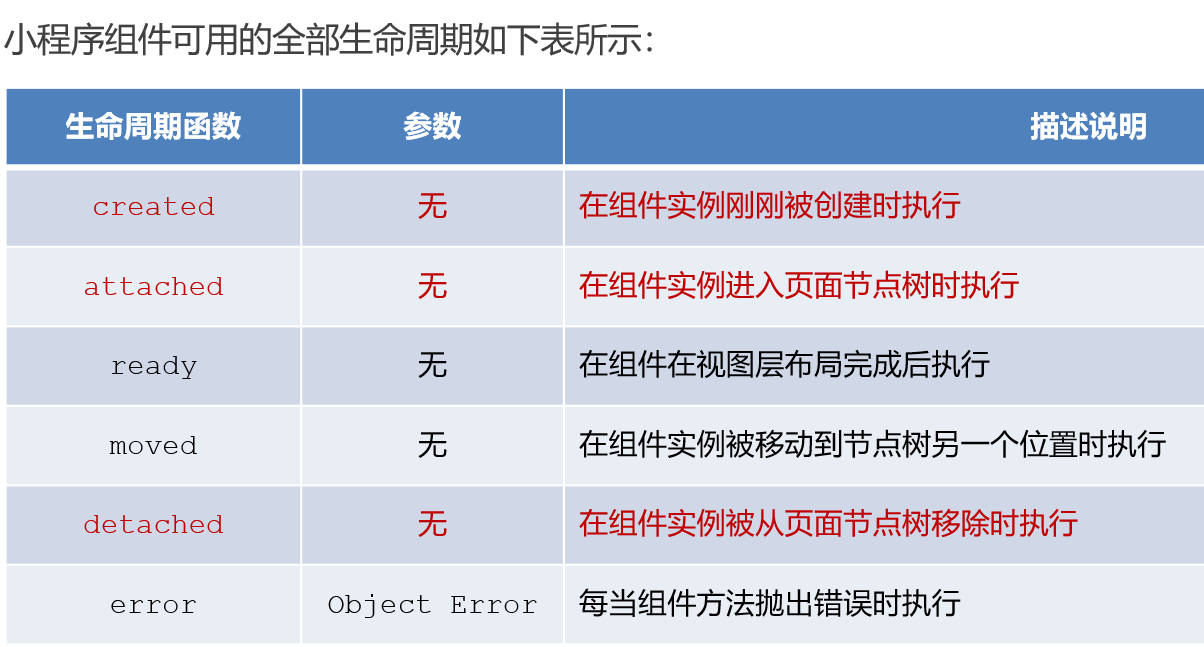 小程序组件可用的全部生命周期如下表所示：
生命周期函数 参数 描述说明
created 无 在组件实例刚刚被创建时执行
attached 无 在组件实例进入页面节点树时执行
ready 无 在组件在视图层布局完成后执行
moved 无 在组件实例被移动到节点树另一个位置时执行
detached 无 在组件实例被从页面节点树移除时执行
error Object Error 每当组件方法抛出错误时执行